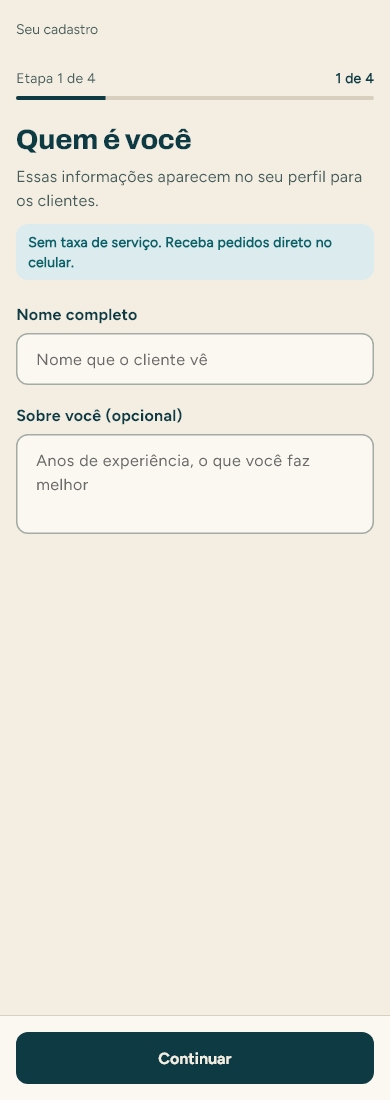 Seu cadastro
Etapa 1 de 4
1 de 4
Quem é você
Essas informações aparecem no seu perfil para
os clientes.
Sem taxa de serviço. Receba pedidos direto no
celular.
Nome completo
Nome que o cliente vê
Sobre você (opcional)
Anos de experiência, o que você faz
melhor
Continuar